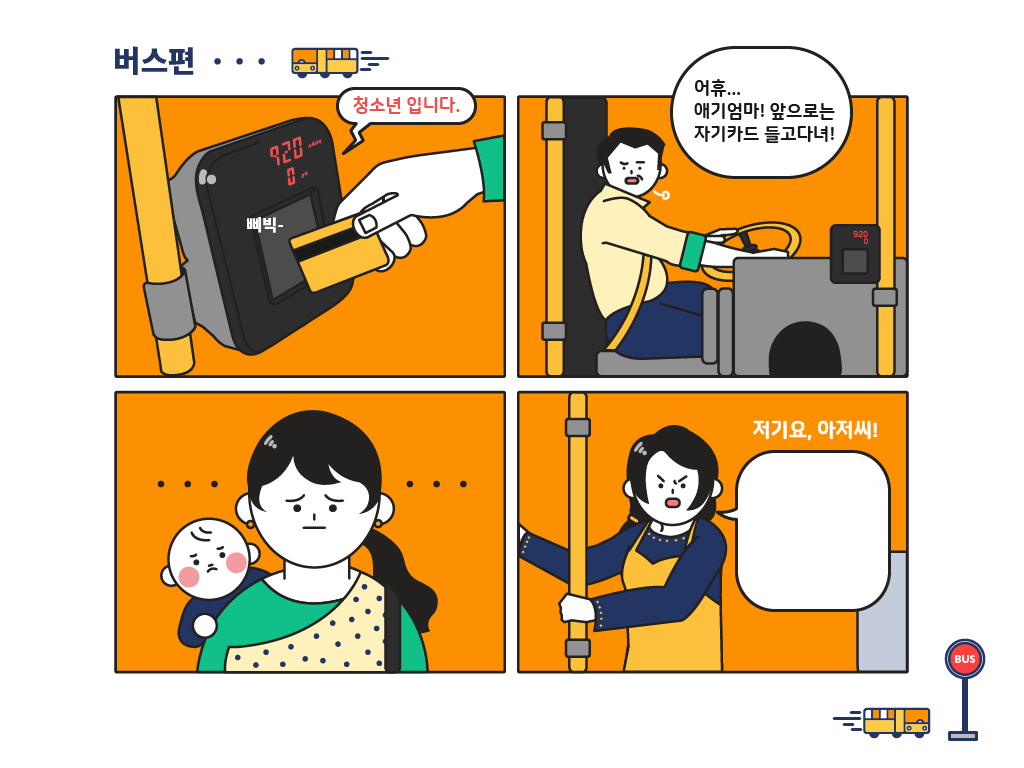 버스편 · · ·
청소년 입니다.
920
0
삐빅-
어휴...
애기엄마! 앞으로는
자기카드 들고다녀!
920
0
· · ·
· · ·
저기요, 아저씨!
BUS